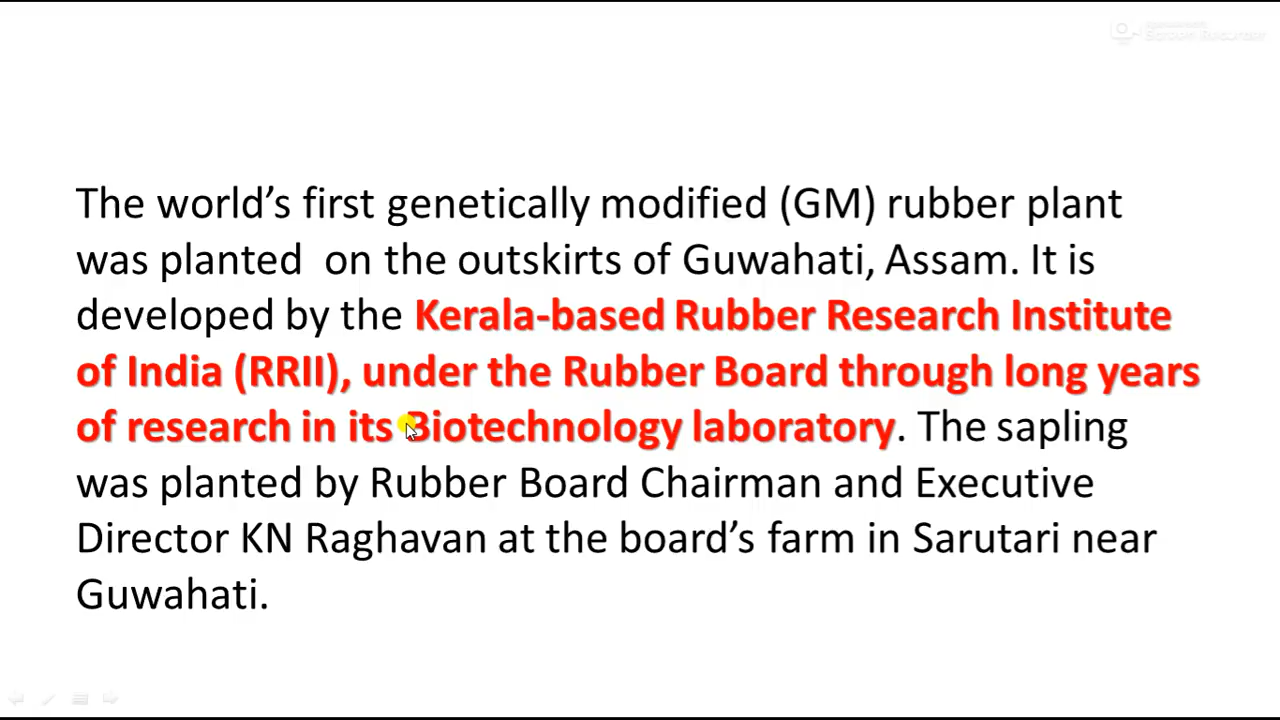 Screen Recorder
The world’s first genetically modified (GM) rubber plant
was planted  on the outskirts of Guwahati, Assam. It is
developed by the Kerala-based Rubber Research Institute
of India (RRII), under the Rubber Board through long years
of research in its Biotechnology laboratory. The sapling
was planted by Rubber Board Chairman and Executive
Director KN Raghavan at the board’s farm in Sarutari near
Guwahati.